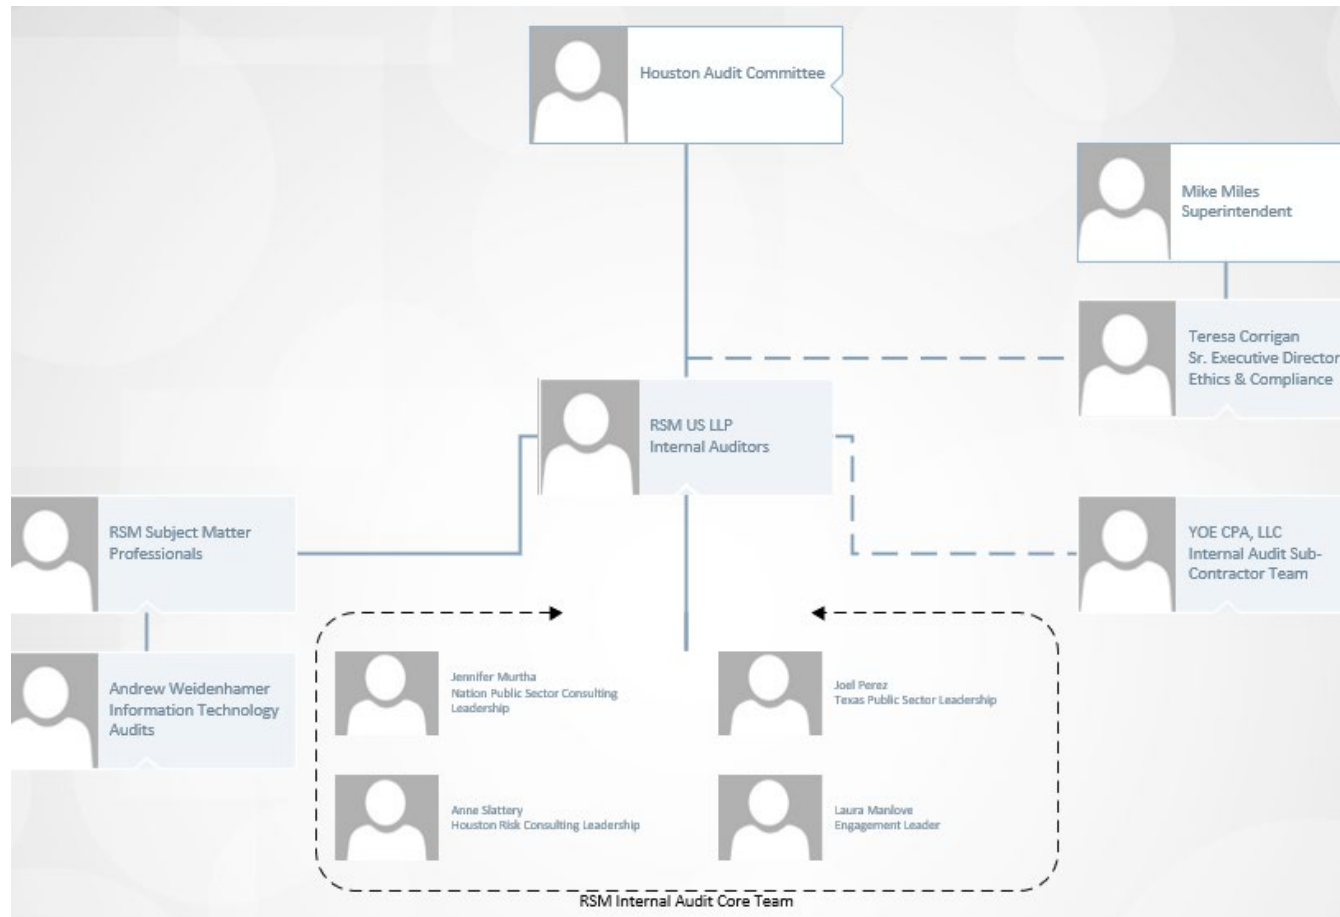 Houston Audit Committee
Mike Miles
Superintendent
Teresa Corrigan
Sr. Executive Director
Ethics & Compliance
RSM US LLP
Internal Auditors
RSM Subject Matter
Professionals
YOE CPA, LLC
Internal Audit Sub-
Contractor Team
Andrew Weidenhamer
Information Technology
Audits
Jennifer Murtha
Nation Public Sector Consulting
Leadership
Joel Perez
Texas Public Sector Leadership
Anne Slattery
Houston Risk Consulting Leadership
Laura Manlove
Engagement Leader
RSM Internal Audit Core Team